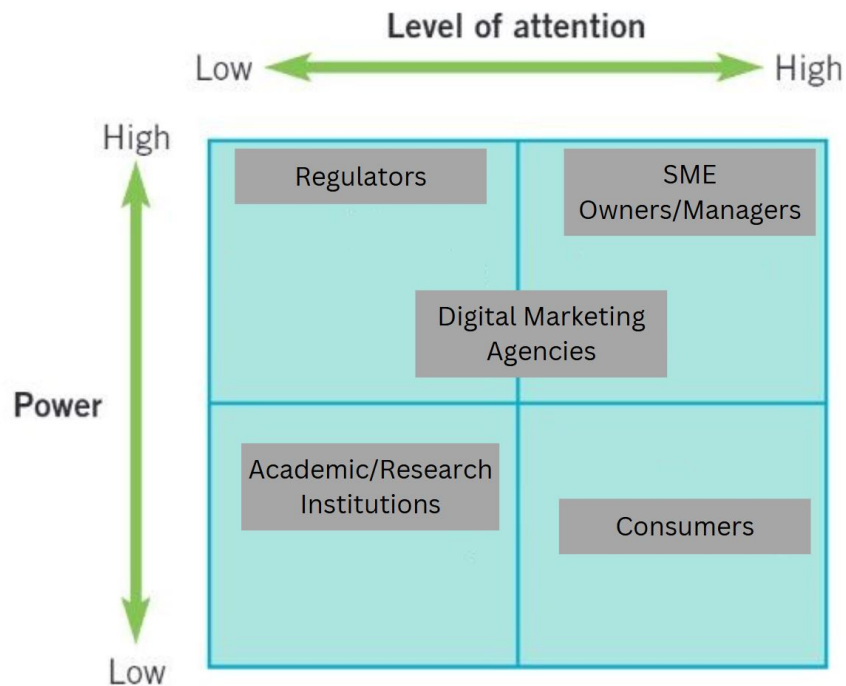 Level of attention
Low
High
High
Regulators
SME
Owners/Managers
Digital Marketing
Agencies
Power
Academic/Research
Institutions
Consumers
Low